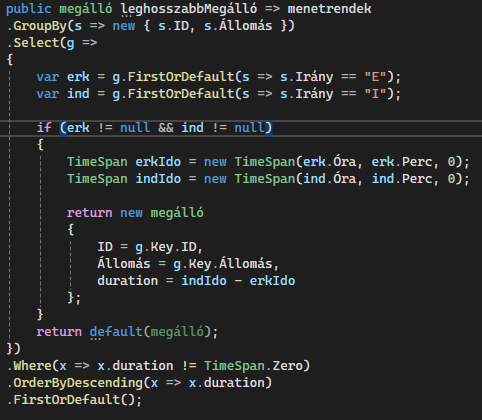 public megálló leghosszabbMegálló => menetrendek
.GroupBy(s => new { s.ID, s.Állomás })
.Select(g =>
{
var erk = g.FirstOrDefault(s => s.Irány == "E");
var ind = g.FirstOrDefault(s => s.Irány == "I");
if (erk != null && ind != null)
{
TimeSpan erkIdo = new TimeSpan(erk.Óra, erk.Perc, 0);
TimeSpan indIdo = new TimeSpan(ind.Óra, ind.Perc, 0);
return new megálló
{
ID = g.Key.ID,
Állomás = g.Key.Állomás,
duration = indIdo - erkIdo
};
}
return default(megálló);
})
.Where(x => x.duration != TimeSpan.Zero)
.OrderByDescending(x => x.duration)
.FirstOrDefault();